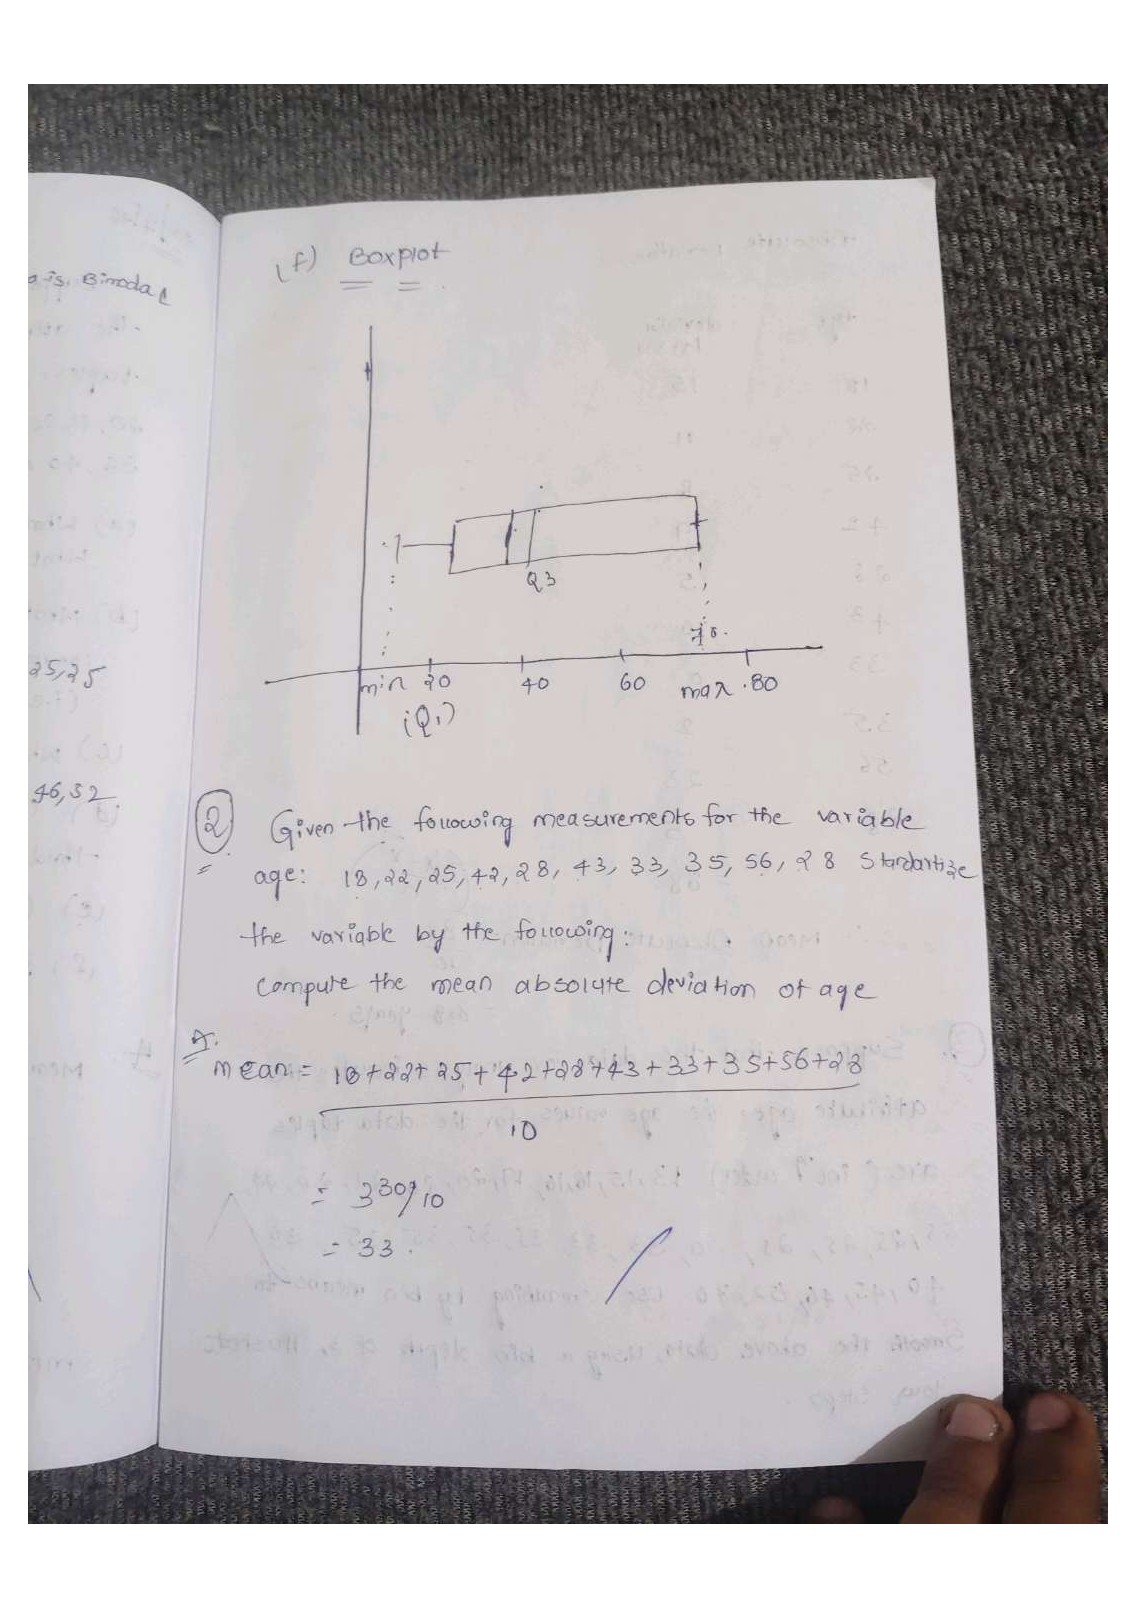 is Bimodal
25,25
46,52
(f) Boxplot
Q3
70.
min 20 40 60 max .80
(Q1)
2 Given the following measurements for the variable
age: 18, 22, 25, 42, 28, 43, 33, 35, 56, 28 Standartize
the variable by the following:
compute the mean absolute deviation of age
A.
mean = 18+22+25+42+28+43+33+35+56+28
10
= 330/10
= 33.